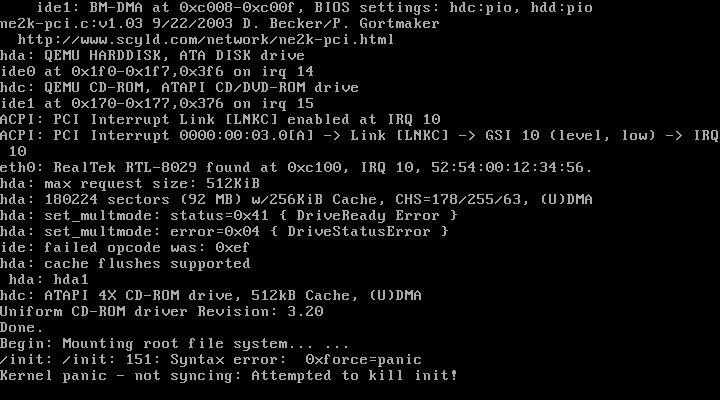 ide1: BM-DMA at 0xc008-0xc00f, BIOS settings: hdc:pio, hdd:pio
ne2k-pci.c:v1.03 9/22/2003 D. Becker/P. Gortmaker
http://www.scyld.com/network/ne2k-pci.html
hda: QEMU HARDDISK, ATA DISK drive
ide0 at 0x1f0-0x1f7,0x3f6 on irq 14
hdc: QEMU CD-ROM, ATAPI CD/DVD-ROM drive
ide1 at 0x170-0x177,0x376 on irq 15
ACPI: PCI Interrupt Link [LNKC] enabled at IRQ 10
ACPI: PCI Interrupt 0000:00:03.0[A] -> Link [LNKC] -> GSI 10 (level, low) -> IRQ
10
eth0: RealTek RTL-8029 found at 0xc100, IRQ 10, 52:54:00:12:34:56.
hda: max request size: 512KiB
hda: 180224 sectors (92 MB) w/256KiB Cache, CHS=178/255/63, (U)DMA
hda: set_multmode: status=0x41 { DriveReady Error }
hda: set_multmode: error=0x04 { DriveStatusError }
ide: failed opcode was: 0xef
hda: cache flushes supported
hda: hda1
hdc: ATAPI 4X CD-ROM drive, 512kB Cache, (U)DMA
Uniform CD-ROM driver Revision: 3.20
Done.
Begin: Mounting root file system... ...
/init: /init: 151: Syntax error:  0xforce=panic
Kernel panic - not syncing: Attempted to kill init!